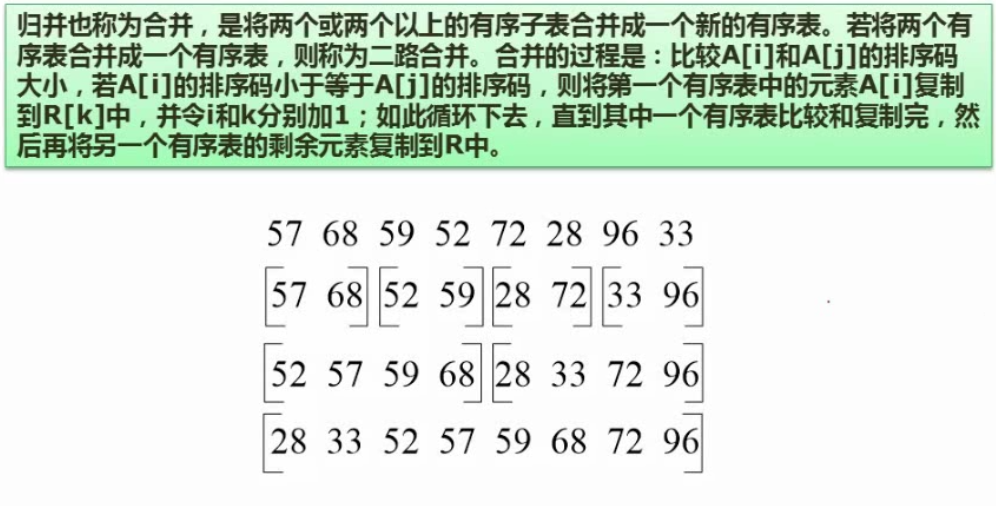 归并也称为合并，是将两个或两个以上的有序子表合并成一个新的有序表。若将两个有
序表合并成一个有序表，则称为二路合并。合并的过程是：比较A[i]和A[j]的排序码
大小，若A[i]的排序码小于等于A[j]的排序码，则将第一个有序表中的元素A[i]复制
到R[k]中，并令i和k分别加1；如此循环下去，直到其中一个有序表比较和复制完，然
后再将另一个有序表的剩余元素复制到R中。
57 68 59 52 72 28 96 33
[57 68] [52 59] [28 72] [33 96]
[52 57 59 68] [28 33 72 96]
[28 33 52 57 59 68 72 96]